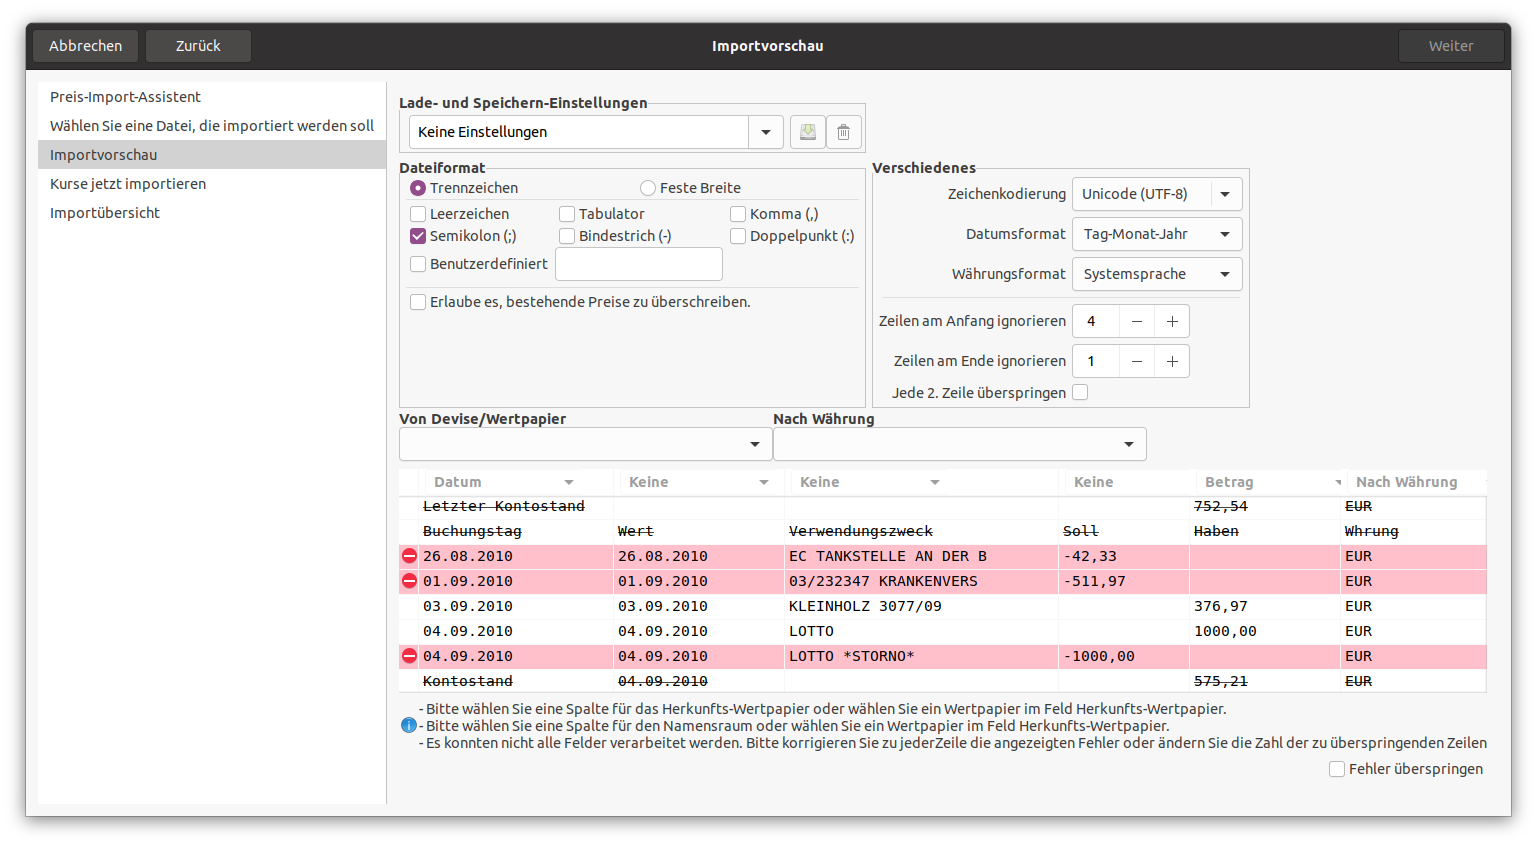 Abbrechen Zurück Importvorschau Weiter
Preis-Import-Assistent
Wählen Sie eine Datei, die importiert werden soll
Importvorschau
Kurse jetzt importieren
Importübersicht
Lade- und Speichern-Einstellungen
Keine Einstellungen
Dateiformat
Trennzeichen Feste Breite
Leerzeichen Tabulator Komma (,)
Semikolon (;) Bindestrich (-) Doppelpunkt (:)
Benutzerdefiniert
Erlaube es, bestehende Preise zu überschreiben.
Verschiedenes
Zeichenkodierung Unicode (UTF-8)
Datumsformat Tag-Monat-Jahr
Währungsformat Systemsprache
Zeilen am Anfang ignorieren 4 − +
Zeilen am Ende ignorieren 1 − +
Jede 2. Zeile überspringen
Von Devise/Wertpapier Nach Währung
Datum Keine Keine Keine Betrag Nach Währung
Letzter Kontostand 752,54 EUR
Buchungstag Wert Verwendungszweck Soll Haben Whrung
26.08.2010 26.08.2010 EC TANKSTELLE AN DER B -42,33 EUR
01.09.2010 01.09.2010 03/232347 KRANKENVERS -511,97 EUR
03.09.2010 03.09.2010 KLEINHOLZ 3077/09 376,97 EUR
04.09.2010 04.09.2010 LOTTO 1000,00 EUR
04.09.2010 04.09.2010 LOTTO *STORNO* -1000,00 EUR
Kontostand 04.09.2010 575,21 EUR
- Bitte wählen Sie eine Spalte für das Herkunfts-Wertpapier oder wählen Sie ein Wertpapier im Feld Herkunfts-Wertpapier.
- Bitte wählen Sie eine Spalte für den Namensraum oder wählen Sie ein Wertpapier im Feld Herkunfts-Wertpapier.
- Es konnten nicht alle Felder verarbeitet werden. Bitte korrigieren Sie zu jederZeile die angezeigten Fehler oder ändern Sie die Zahl der zu überspringenden Zeilen
Fehler überspringen